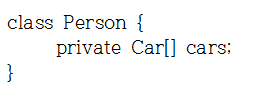 class Person {
    private Car[] cars;
}